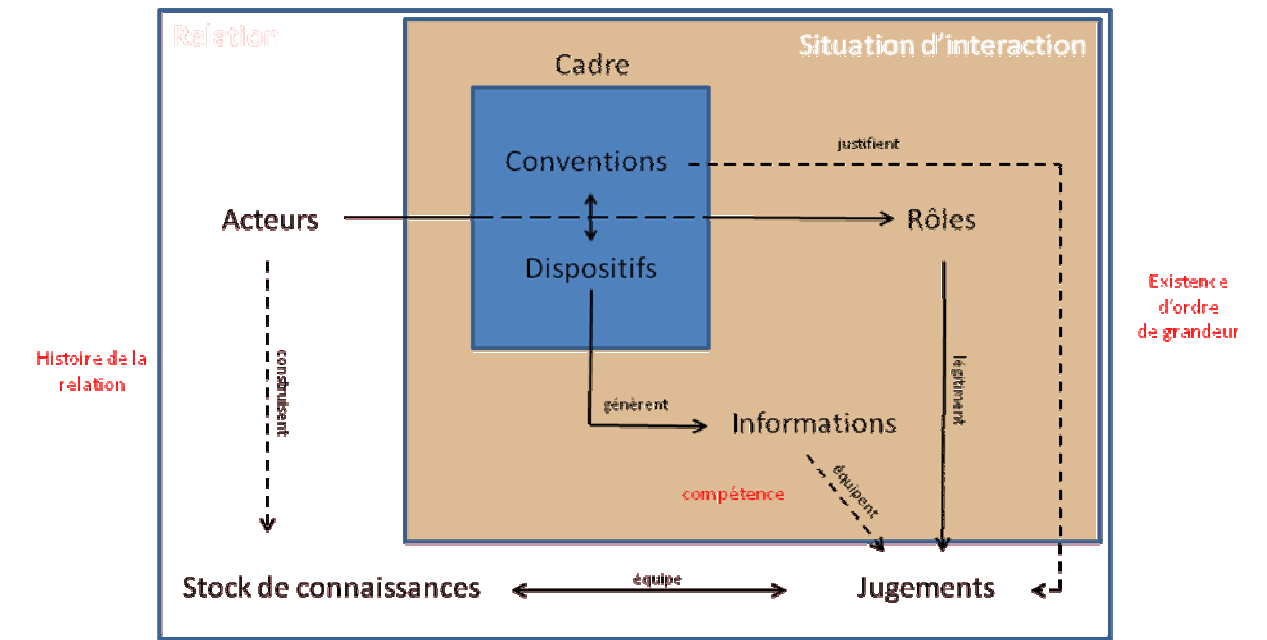 Relation
Situation d'interaction
Cadre
Conventions
justifient
Acteurs
Rôles
Dispositifs
Existence
d'ordre
de grandeur
Histoire de la
relation
construisent
légitiment
génèrent
Informations
compétence
équipent
Stock de connaissances
équipe
Jugements